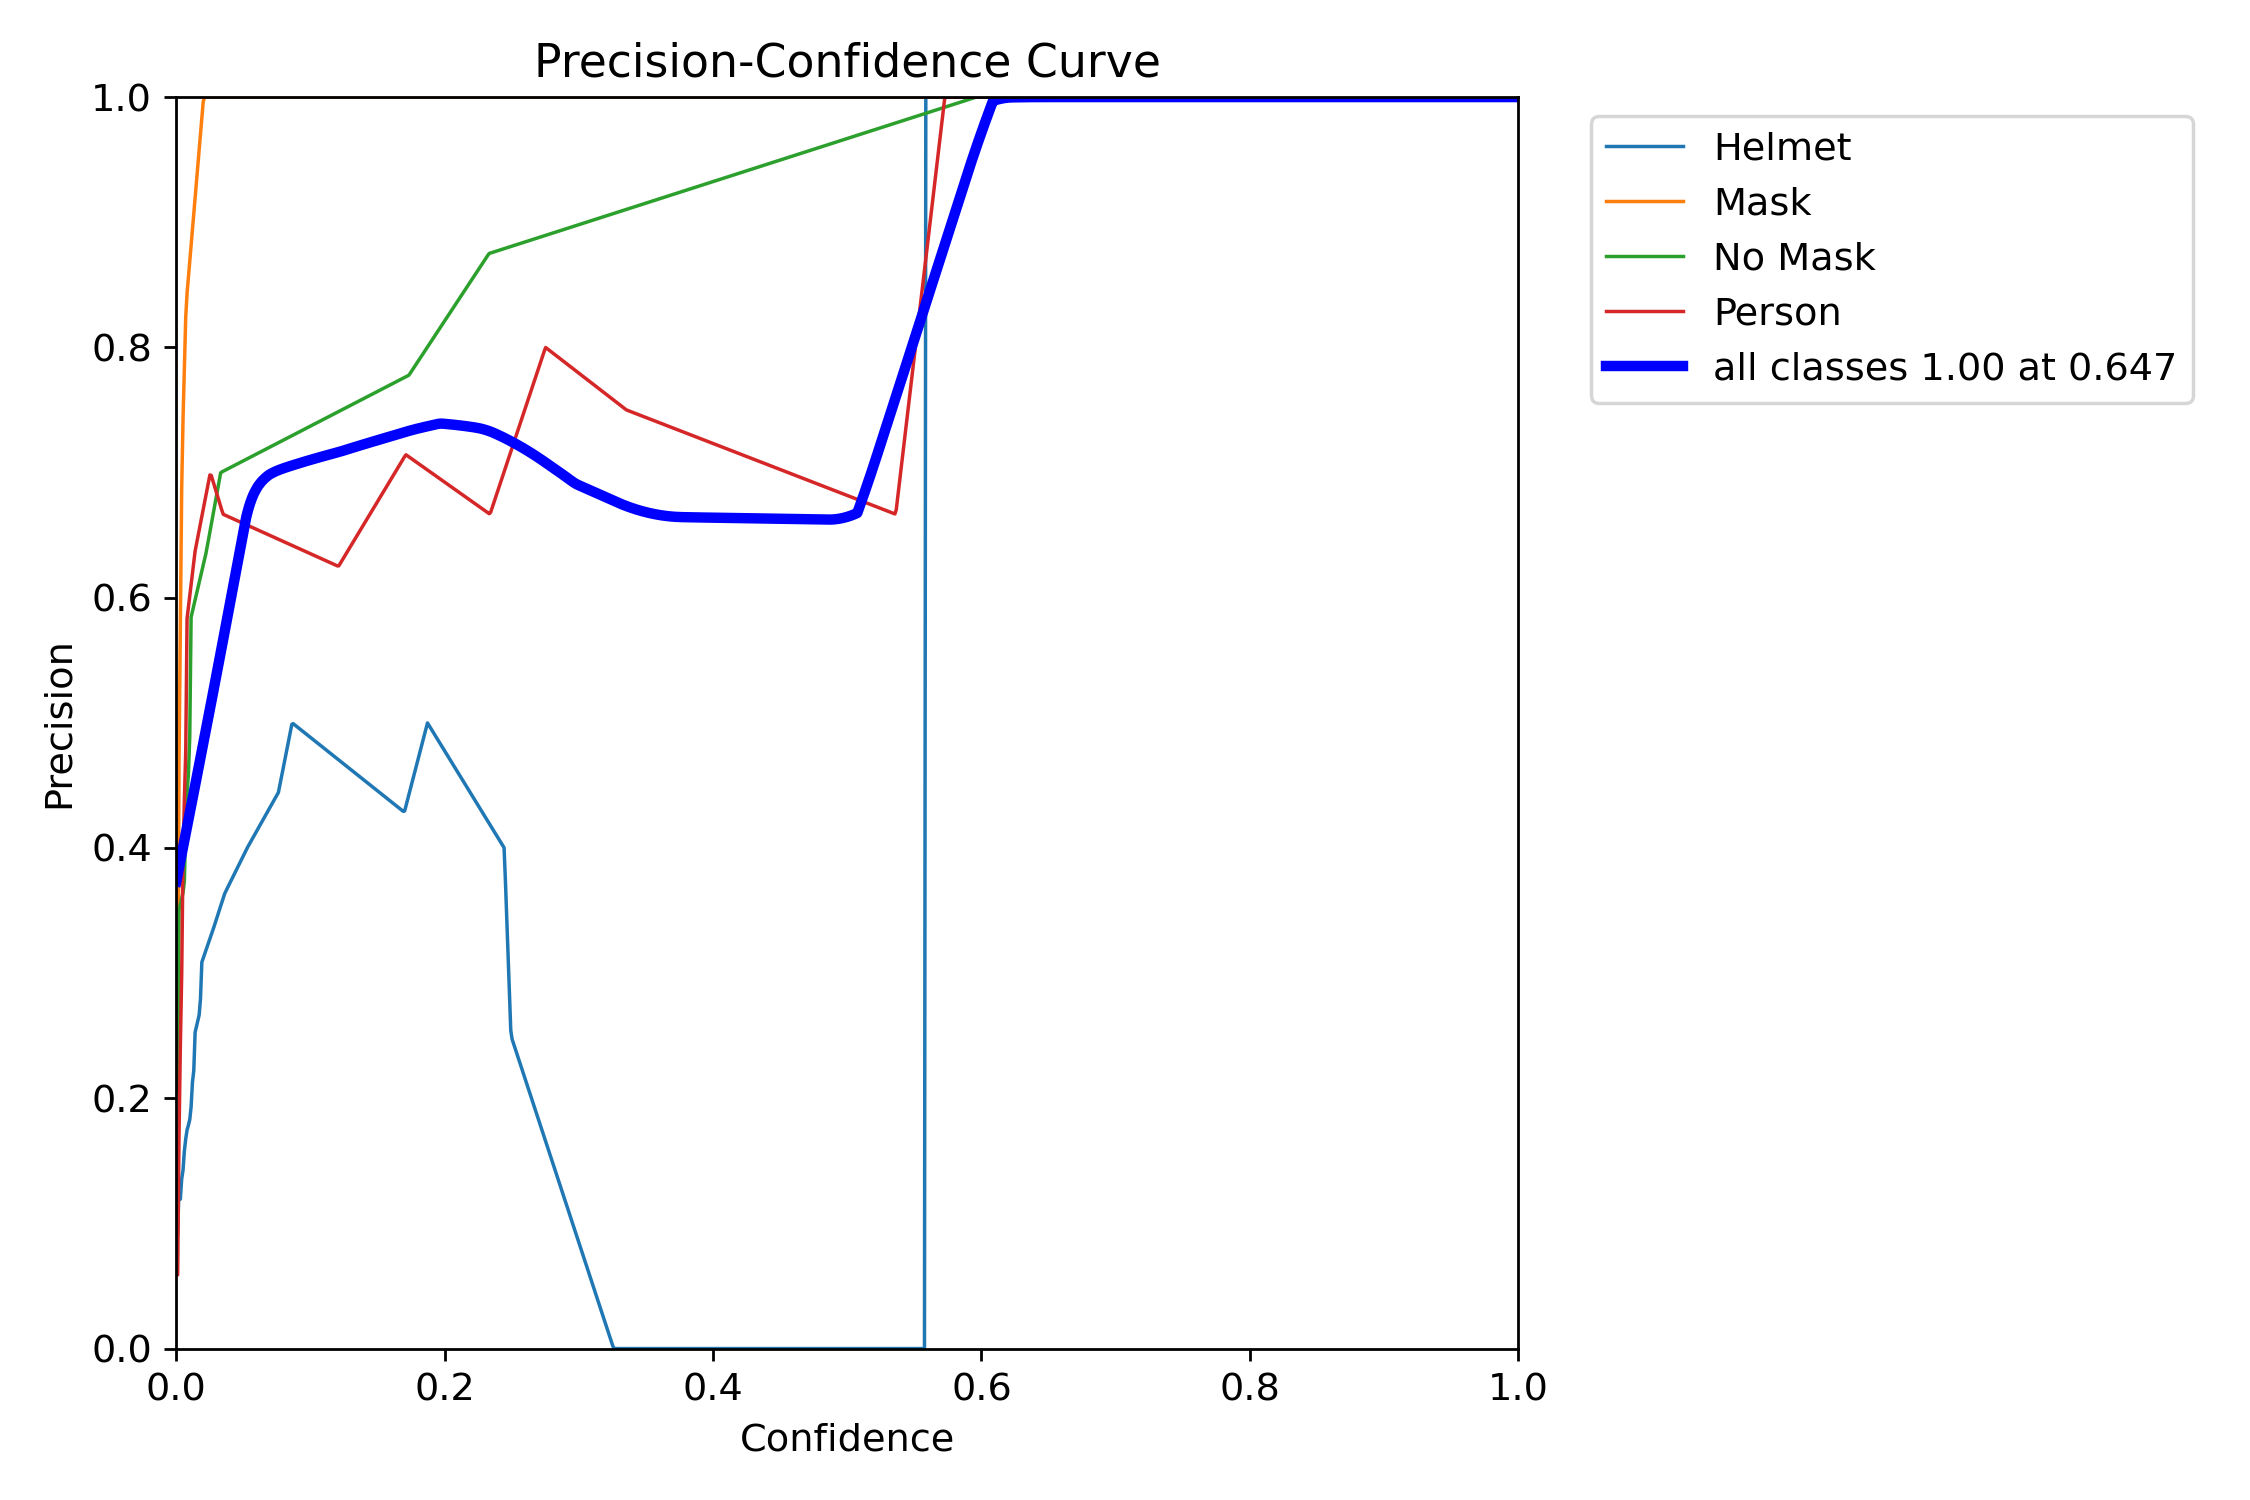 Precision-Confidence Curve
1.0
0.8
0.6
0.4
0.2
0.0
Precision
0.0 0.2 0.4 0.6 0.8 1.0
Confidence
Helmet
Mask
No Mask
Person
all classes 1.00 at 0.647